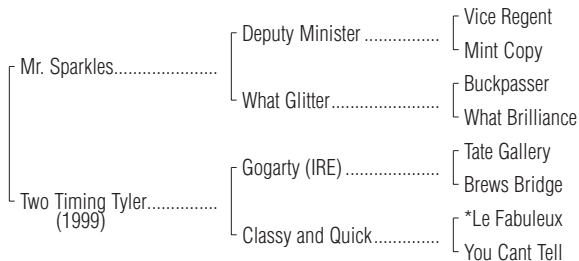 Vice Regent
Deputy Minister ................
Mint Copy
Mr. Sparkles......................
Buckpasser
What Glitter.......................
What Brilliance
Tate Gallery
Gogarty (IRE) ....................
Brews Bridge
Two Timing Tyler...............
(1999)
*Le Fabuleux
Classy and Quick..............
You Cant Tell